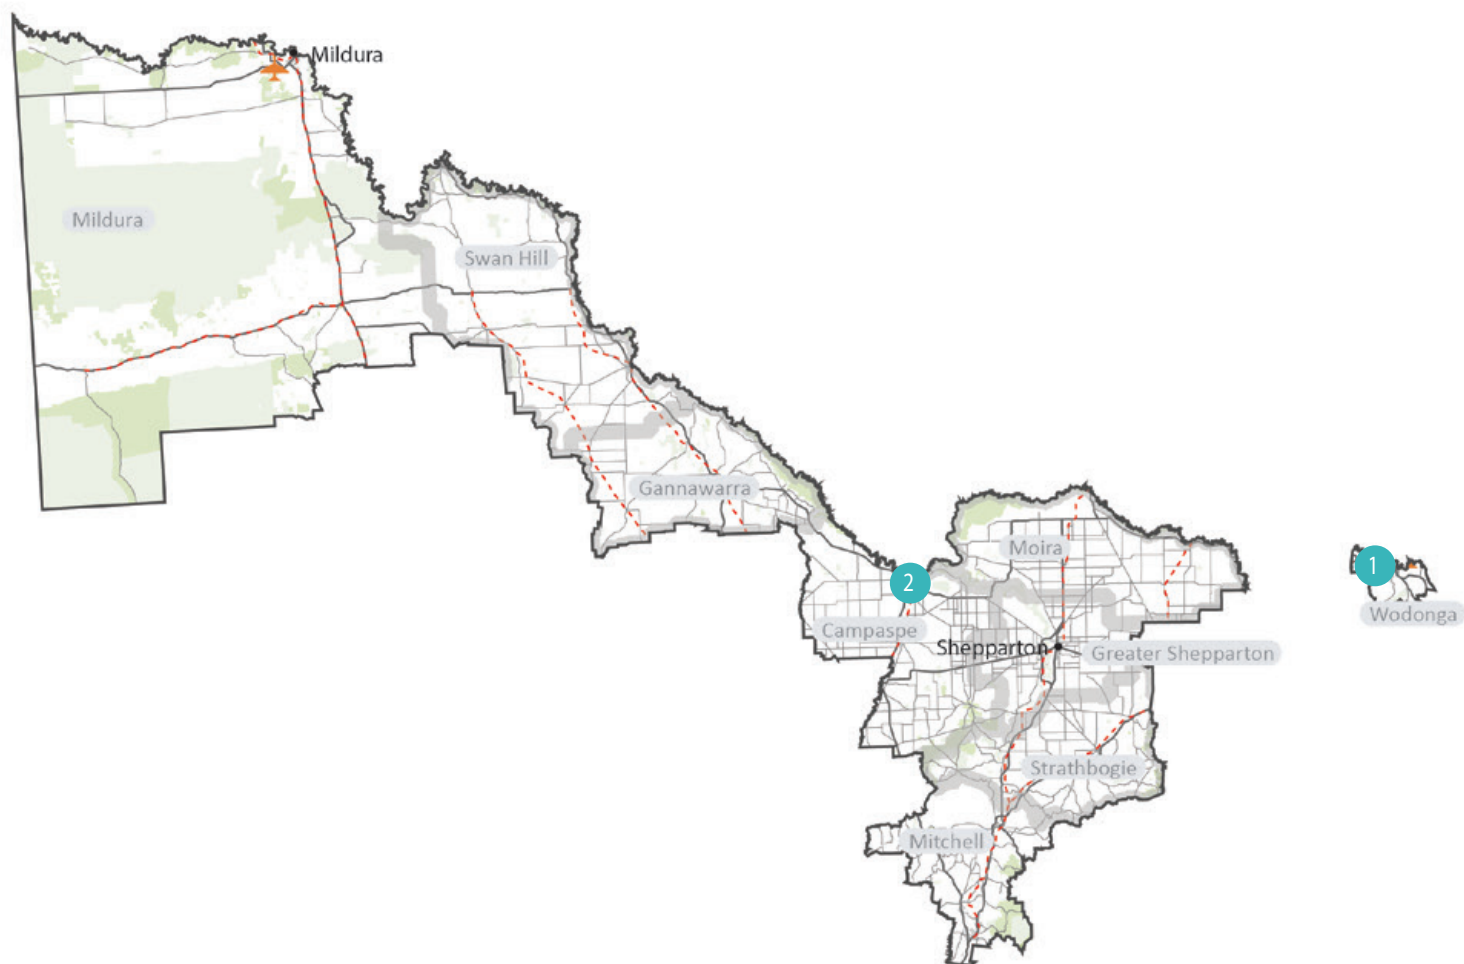 Mildura
Mildura
Swan Hill
Gannawarra
Moira
1
2
Wodonga
Campaspe
Shepparton
Greater Shepparton
Strathbogie
Mitchell